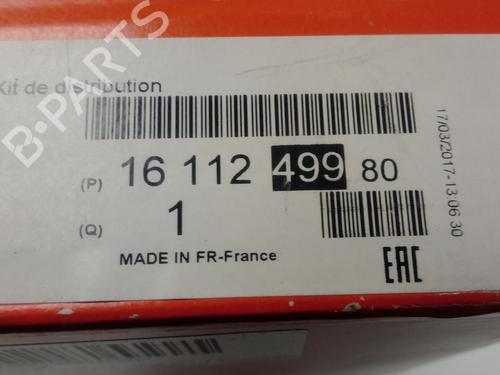 B-PARTS
Kit de distribution
(P) 16 112 499 80
(Q) 1
MADE IN FR-France
EAC
17/03/2017-13:06 30